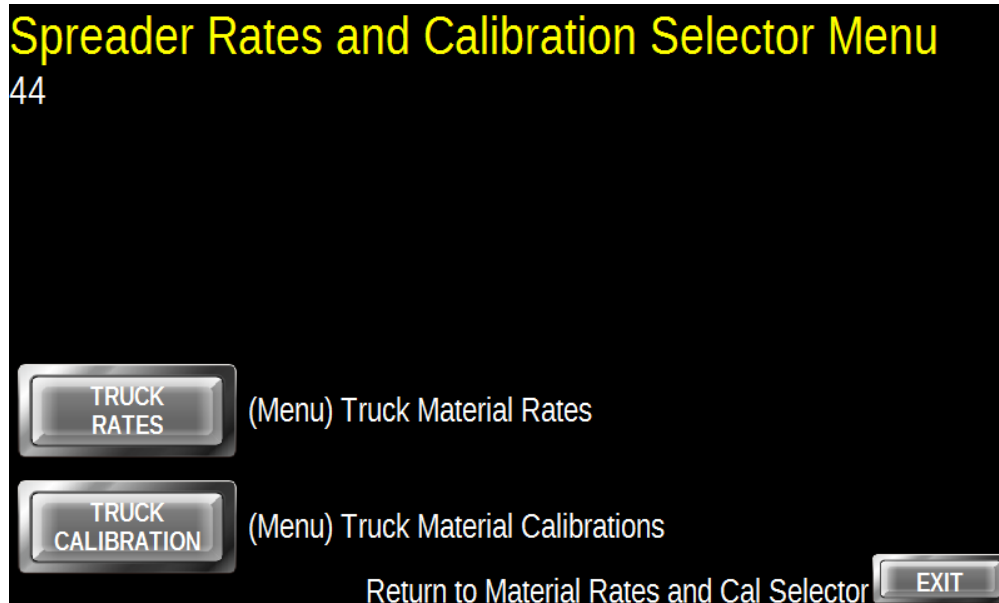 Spreader Rates and Calibration Selector Menu
44
TRUCK
RATES
(Menu) Truck Material Rates
TRUCK
CALIBRATION
(Menu) Truck Material Calibrations
Return to Material Rates and Cal Selector
EXIT